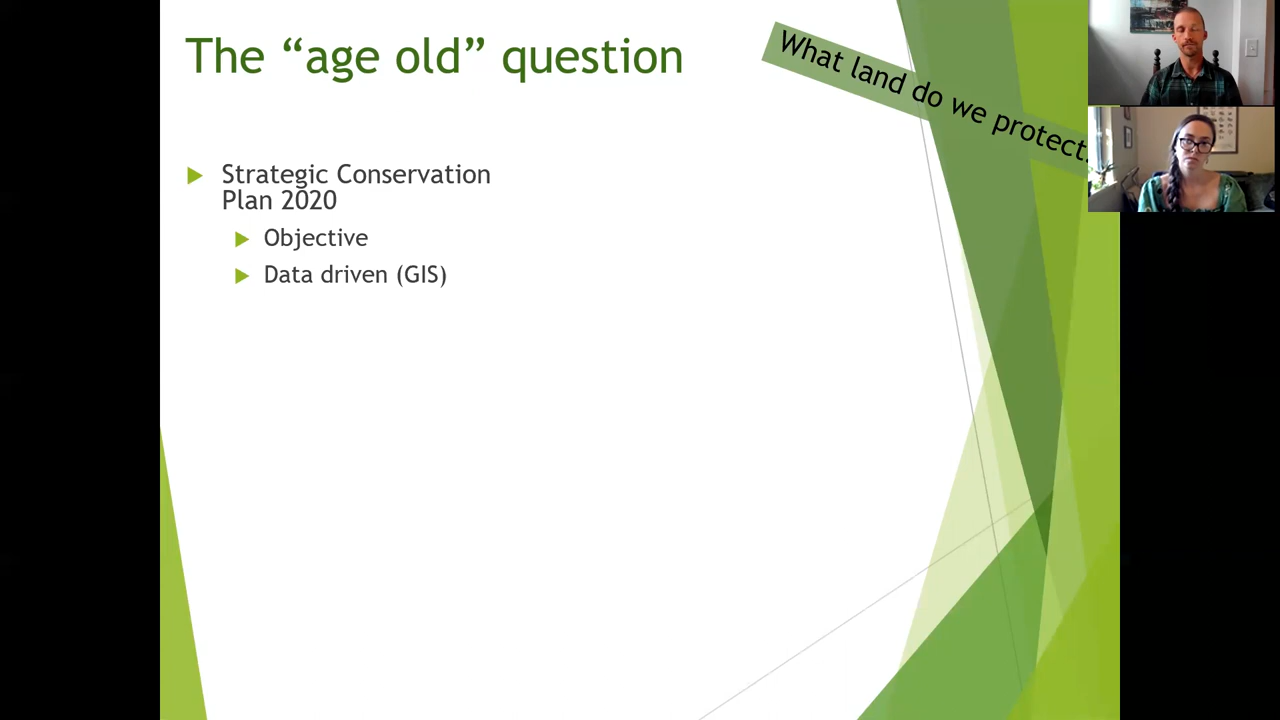 The “age old” question
What land do we protect
Strategic Conservation
Plan 2020
Objective
Data driven (GIS)